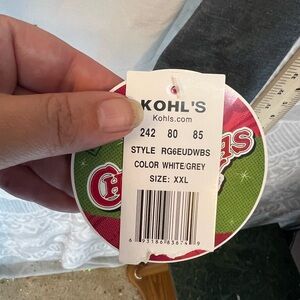 KOHL'S
Kohls.com
242 80 85
STYLE RG6EUDWBS
COLOR WHITE/GREY
SIZE: XXL